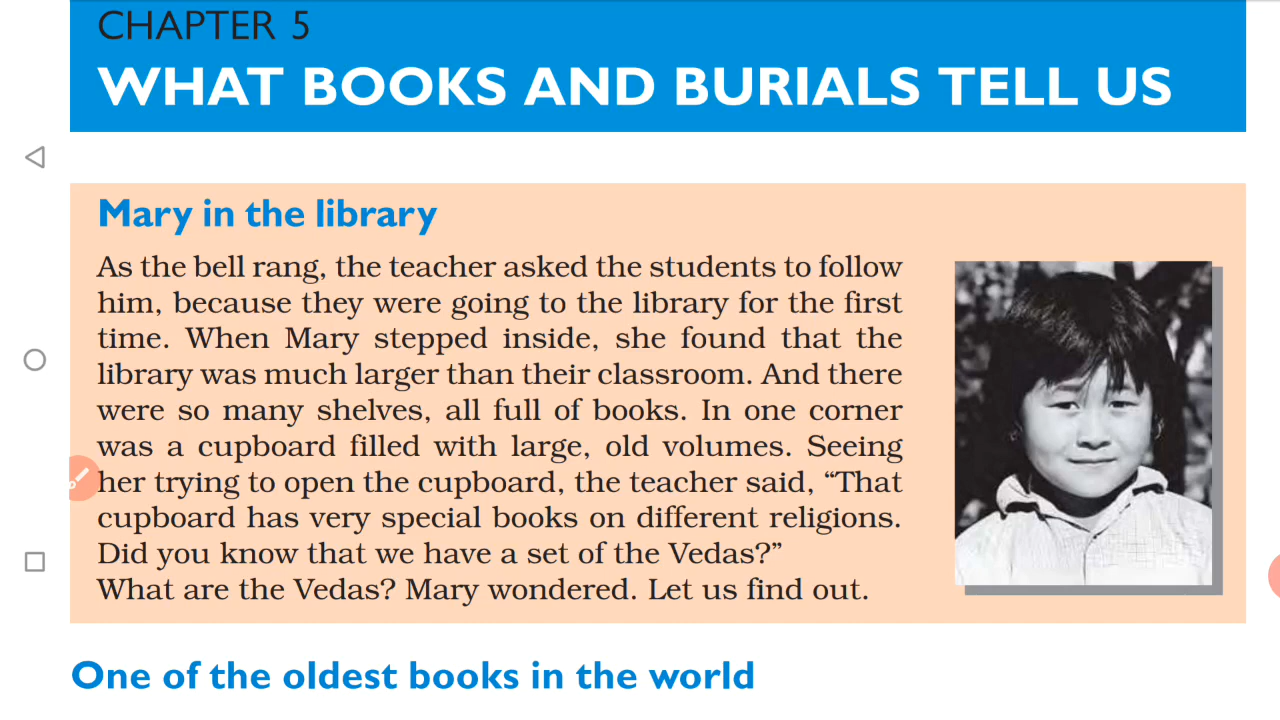 CHAPTER 5
WHAT BOOKS AND BURIALS TELL US
Mary in the library
As the bell rang, the teacher asked the students to follow
him, because they were going to the library for the first
time. When Mary stepped inside, she found that the
library was much larger than their classroom. And there
were so many shelves, all full of books. In one corner
was a cupboard filled with large, old volumes. Seeing
her trying to open the cupboard, the teacher said, “That
cupboard has very special books on different religions.
Did you know that we have a set of the Vedas?”
What are the Vedas? Mary wondered. Let us find out.
One of the oldest books in the world